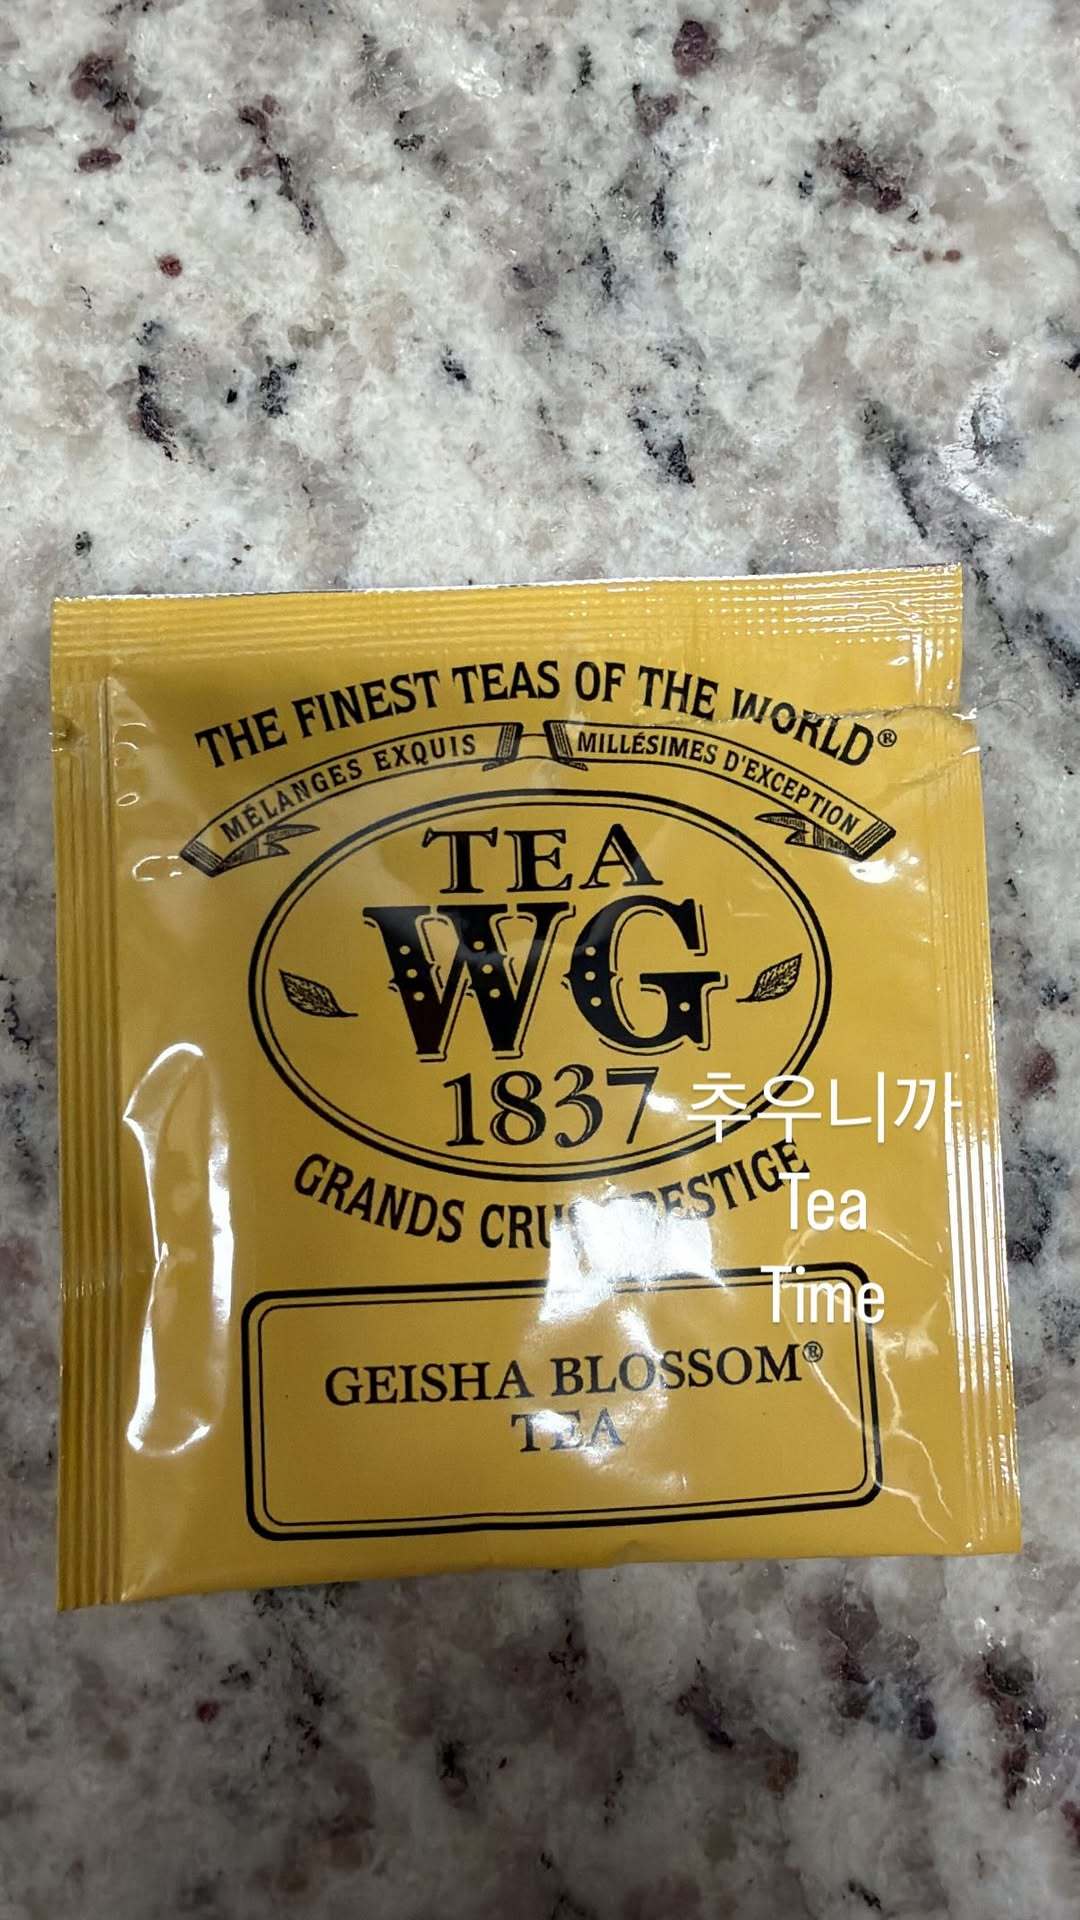 THE FINEST TEAS OF THE WORLD®
MÉLANGES EXQUIS MILLÉSIMES D'EXCEPTION
TEA
WG
1837
GRANDS CRUS PRESTIGE
추우니까
Tea
Time
GEISHA BLOSSOM®
TEA